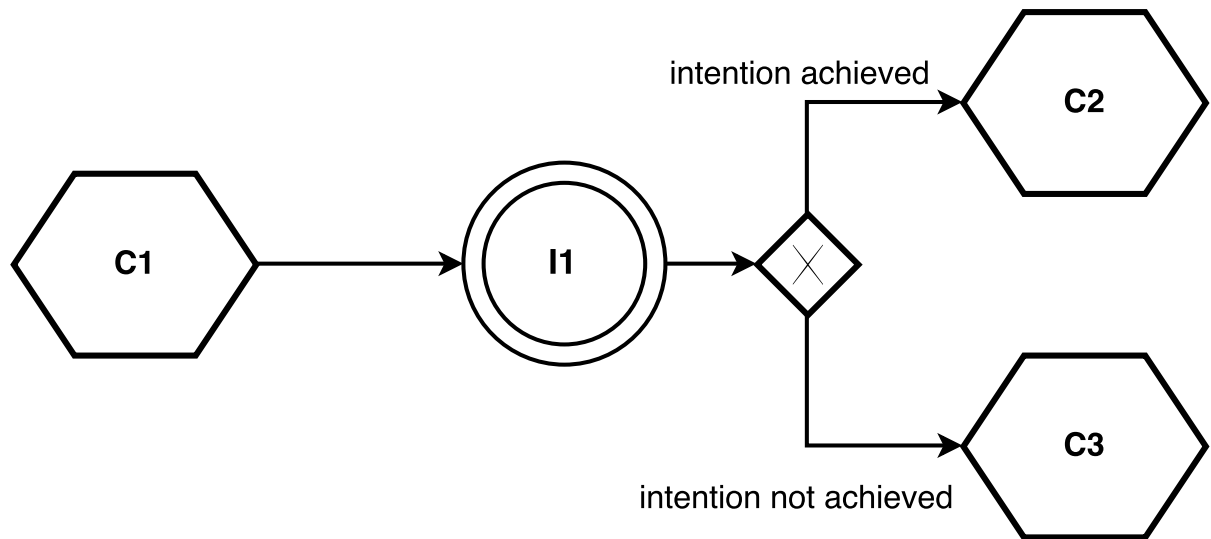 intention achieved
C2
C1
I1
C3
intention not achieved